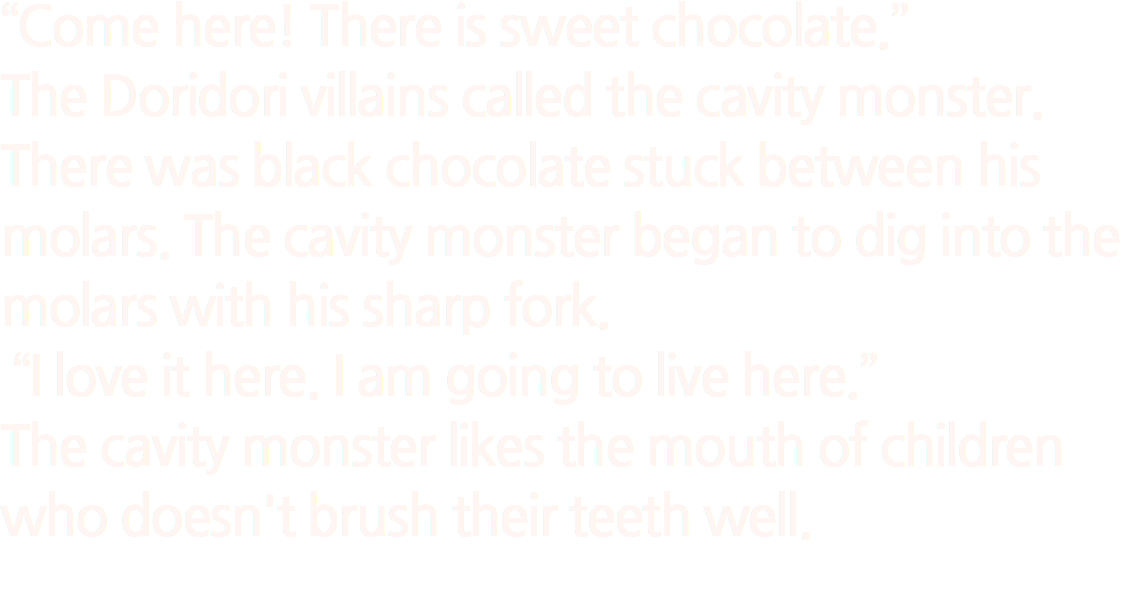 “Come here! There is sweet chocolate.”
The Doridori villains called the cavity monster.
There was black chocolate stuck between his
molars. The cavity monster began to dig into the
molars with his sharp fork.
“I love it here. I am going to live here.”
The cavity monster likes the mouth of children
who doesn't brush their teeth well.